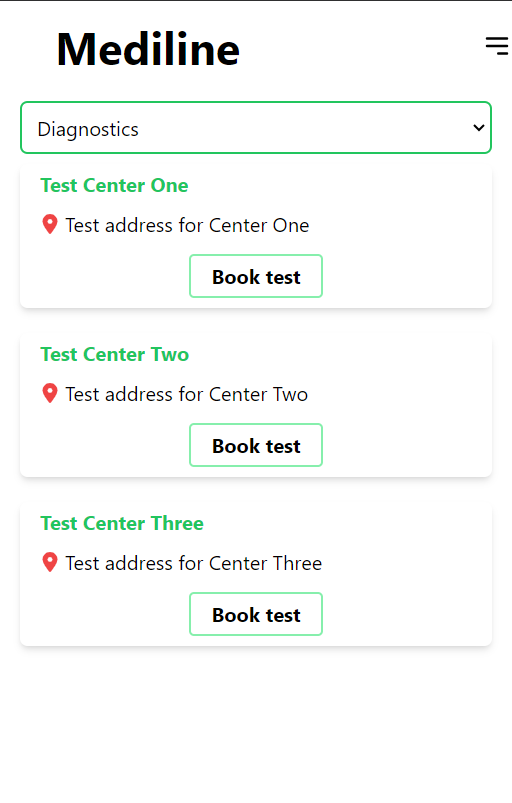 Mediline
Diagnostics
Test Center One
Test address for Center One
Book test
Test Center Two
Test address for Center Two
Book test
Test Center Three
Test address for Center Three
Book test